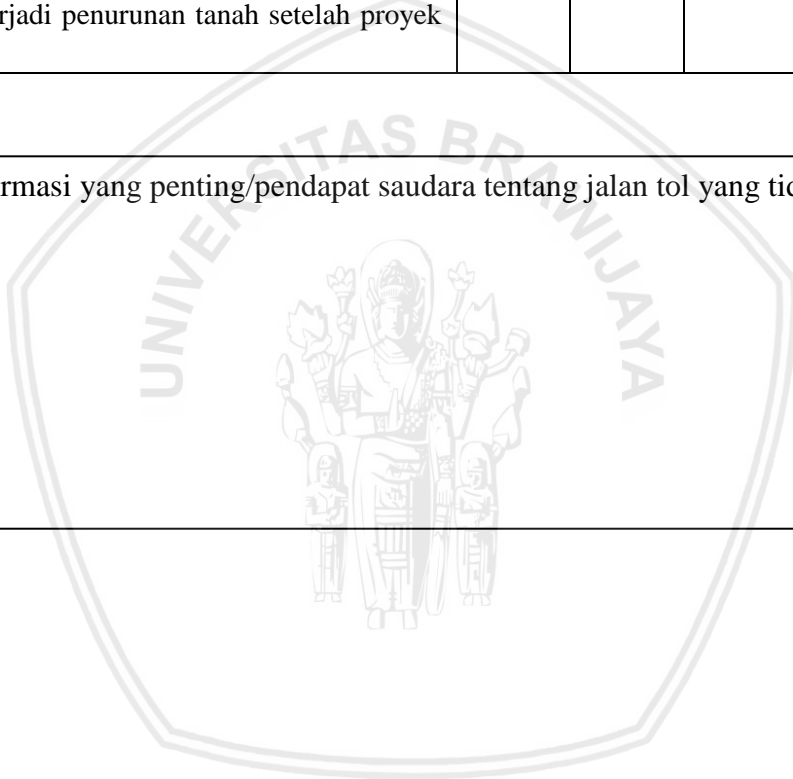 rjadi penurunan tanah setelah proyek
UNIVERSITAS BRAWIJAYA
rmasi yang penting/pendapat saudara tentang jalan tol yang tid